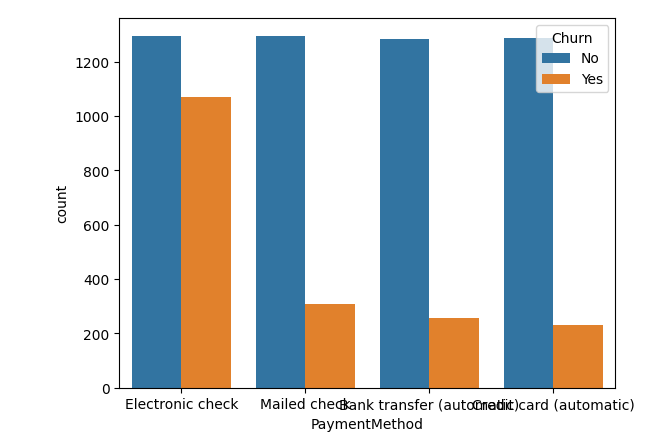 Churn
No
Yes
1200
1000
800
600
400
200
0
count
Electronic check
Mailed check
Bank transfer (automatic)
Credit card (automatic)
PaymentMethod